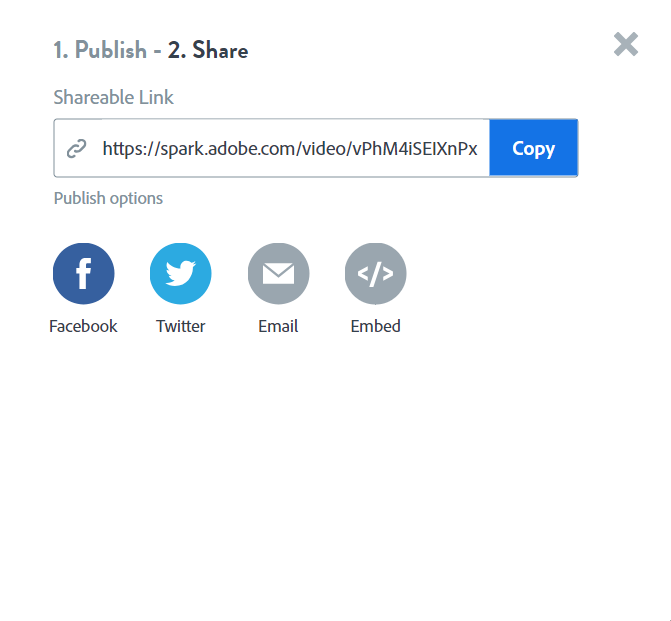 1. Publish - 2. Share
Shareable Link
https://spark.adobe.com/video/vPhM4iSEIXnPx
Copy
Publish options
Facebook
Twitter
Email
Embed